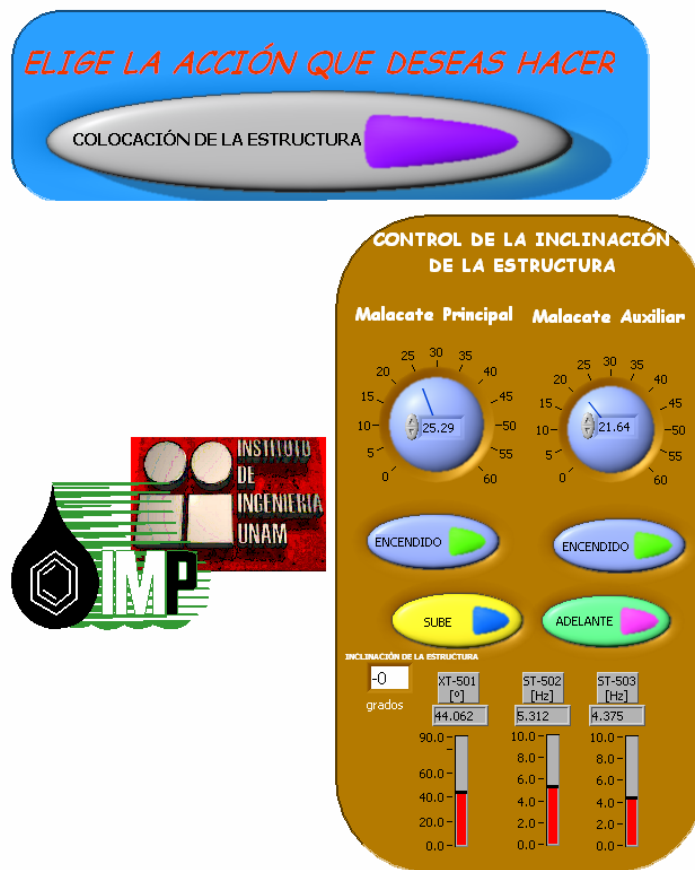 ELIGE LA ACCIÓN QUE DESEAS HACER
COLOCACIÓN DE LA ESTRUCTURA
CONTROL DE LA INCLINACIÓN
DE LA ESTRUCTURA
Malacate Principal Malacate Auxiliar
0 5 10 15 20 25 30 35 40 45 50 55 60
25.29
0 5 10 15 20 25 30 35 40 45 50 55 60
21.64
INSTITUTO
DE
INGENIERIA
UNAM
IMP
ENCENDIDO ENCENDIDO
SUBE ADELANTE
INCLINACIÓN DE LA ESTRUCTURA
-0
grados
XT-501 ST-502 ST-503
[º] [Hz] [Hz]
44.062 5.312 4.375
90.0 10.0 10.0
8.0 8.0
60.0 6.0 6.0
40.0 4.0 4.0
20.0 2.0 2.0
0.0 0.0 0.0